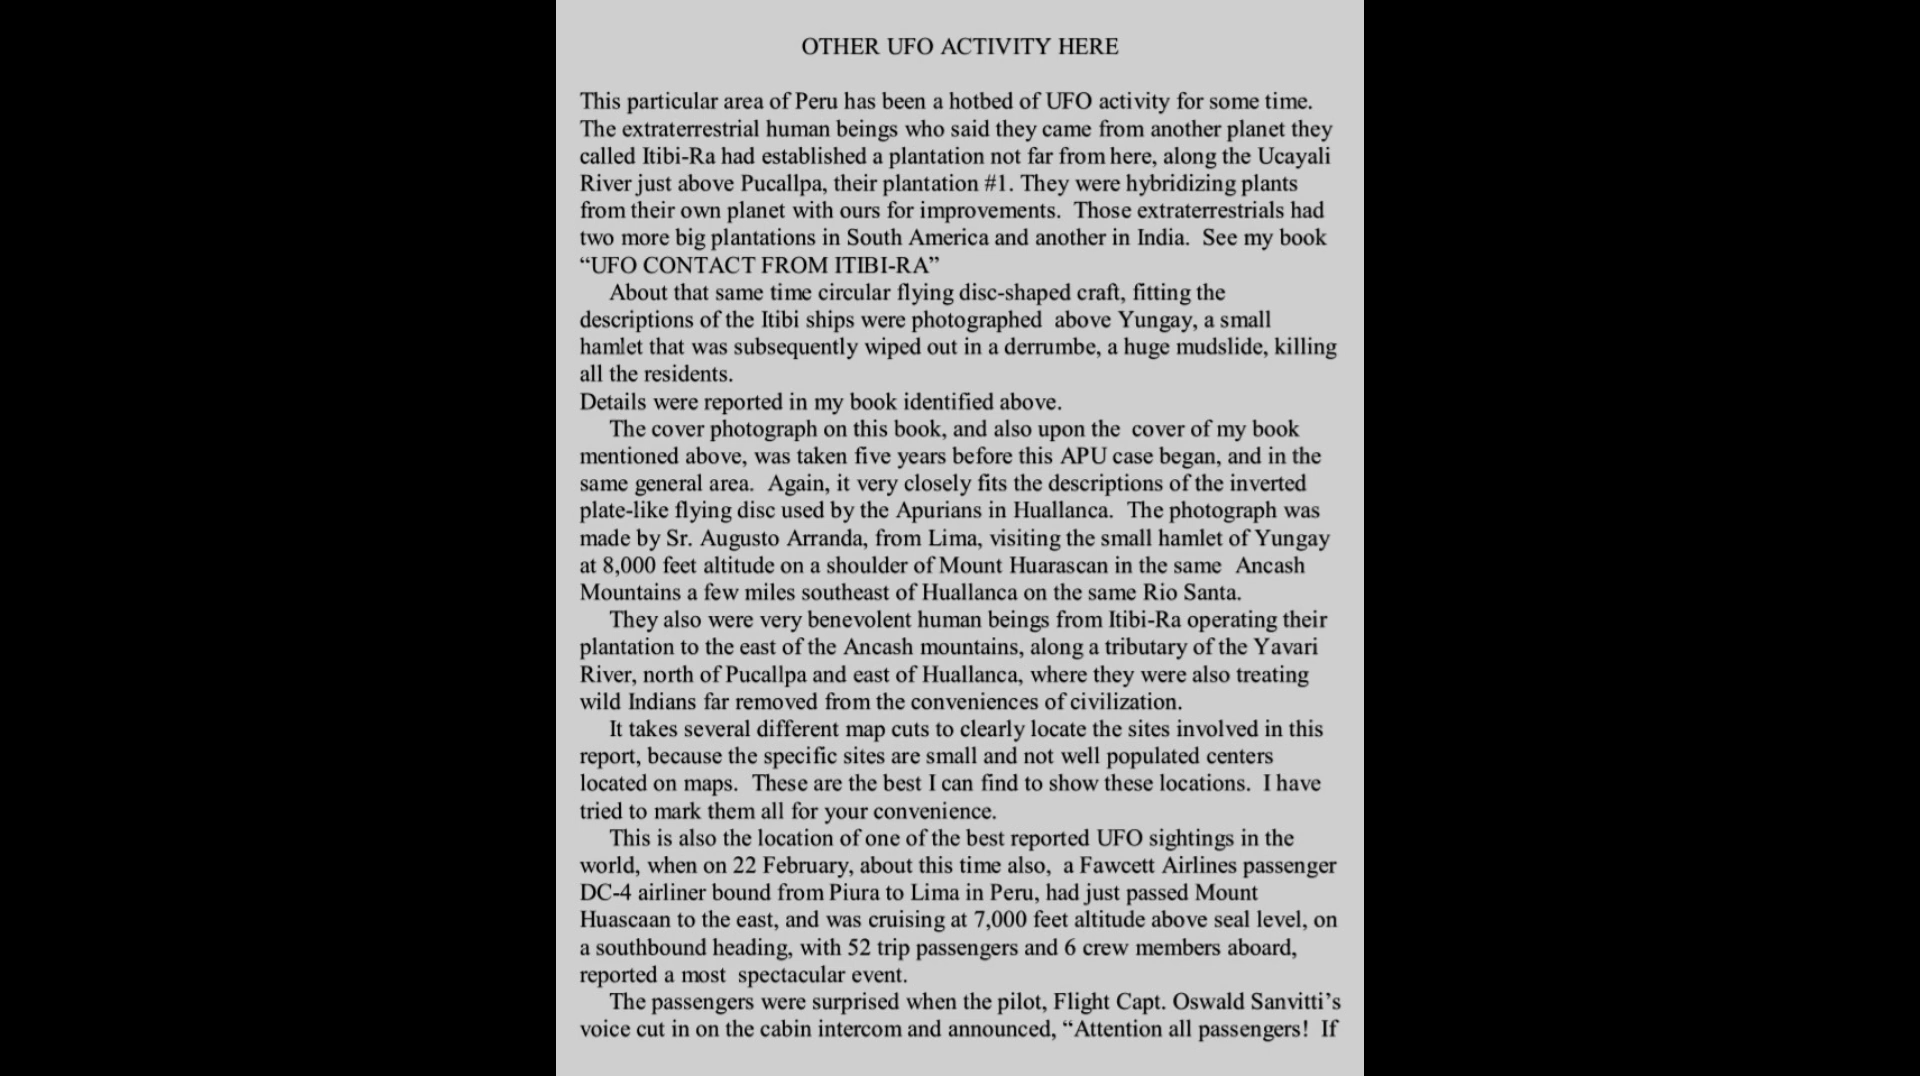 OTHER UFO ACTIVITY HERE
This particular area of Peru has been a hotbed of UFO activity for some time.
The extraterrestrial human beings who said they came from another planet they
called Itibi-Ra had established a plantation not far from here, along the Ucayali
River just above Pucallpa, their plantation #1. They were hybridizing plants
from their own planet with ours for improvements.  Those extraterrestrials had
two more big plantations in South America and another in India.  See my book
“UFO CONTACT FROM ITIBI-RA”
About that same time circular flying disc-shaped craft, fitting the
descriptions of the Itibi ships were photographed  above Yungay, a small
hamlet that was subsequently wiped out in a derrumbe, a huge mudslide, killing
all the residents.
Details were reported in my book identified above.
The cover photograph on this book, and also upon the  cover of my book
mentioned above, was taken five years before this APU case began, and in the
same general area.  Again, it very closely fits the descriptions of the inverted
plate-like flying disc used by the Apurians in Huallanca.  The photograph was
made by Sr. Augusto Arranda, from Lima, visiting the small hamlet of Yungay
at 8,000 feet altitude on a shoulder of Mount Huarascan in the same  Ancash
Mountains a few miles southeast of Huallanca on the same Rio Santa.
They also were very benevolent human beings from Itibi-Ra operating their
plantation to the east of the Ancash mountains, along a tributary of the Yavari
River, north of Pucallpa and east of Huallanca, where they were also treating
wild Indians far removed from the conveniences of civilization.
It takes several different map cuts to clearly locate the sites involved in this
report, because the specific sites are small and not well populated centers
located on maps.  These are the best I can find to show these locations.  I have
tried to mark them all for your convenience.
This is also the location of one of the best reported UFO sightings in the
world, when on 22 February, about this time also,  a Fawcett Airlines passenger
DC-4 airliner bound from Piura to Lima in Peru, had just passed Mount
Huascaan to the east, and was cruising at 7,000 feet altitude above seal level, on
a southbound heading, with 52 trip passengers and 6 crew members aboard,
reported a most  spectacular event.
The passengers were surprised when the pilot, Flight Capt. Oswald Sanvitti’s
voice cut in on the cabin intercom and announced, “Attention all passengers!  If